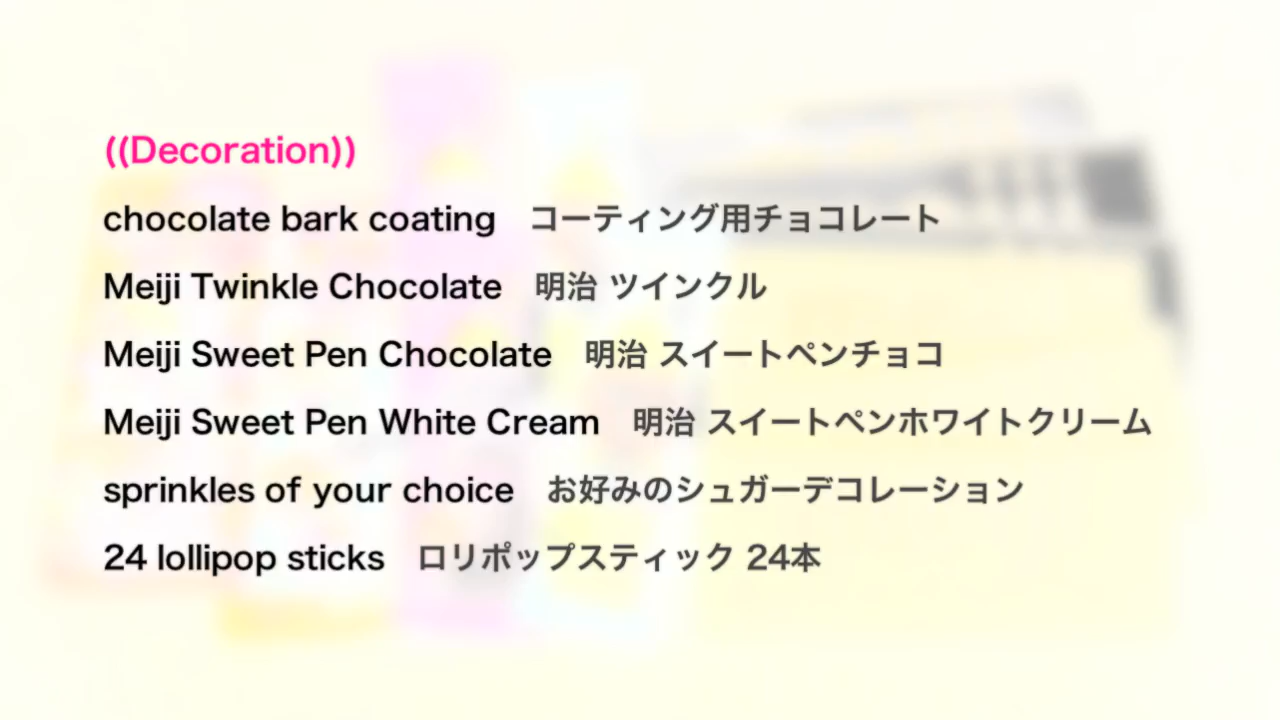 ((Decoration))
chocolate bark coating　コーティング用チョコレート
Meiji Twinkle Chocolate　明治 ツインクル
Meiji Sweet Pen Chocolate　明治 スイートペンチョコ
Meiji Sweet Pen White Cream　明治 スイートペンホワイトクリーム
sprinkles of your choice　お好みのシュガーデコレーション
24 lollipop sticks　ロリポップスティック 24本